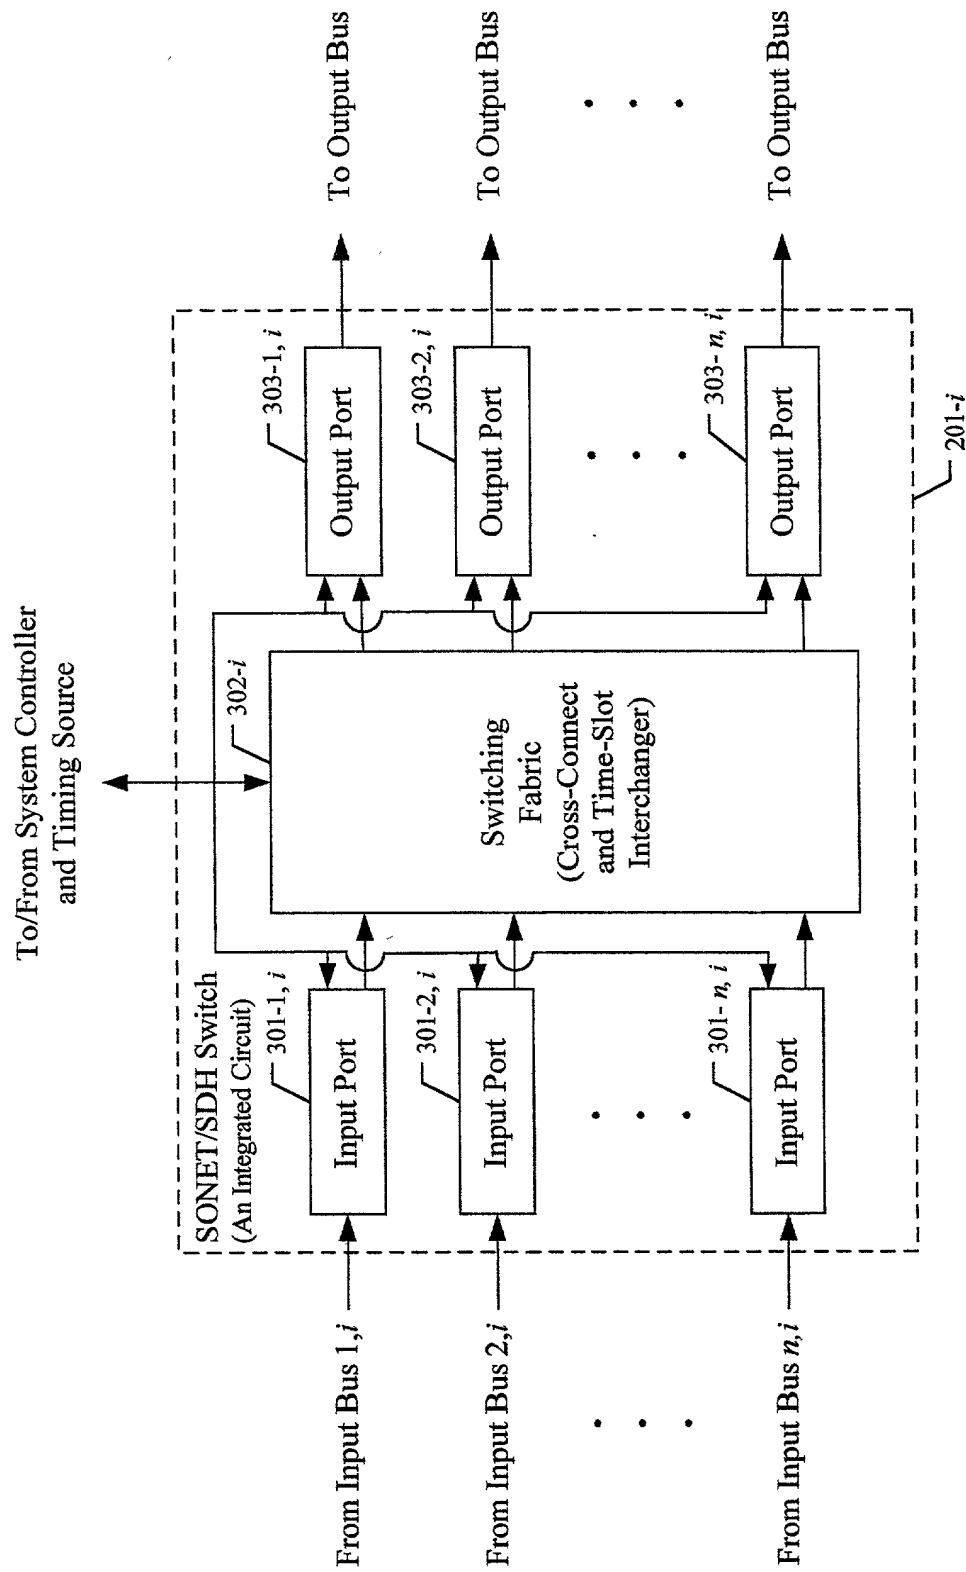 To/From System Controller
and Timing Source
SONET/SDH Switch
(An Integrated Circuit)
302-i
301-1, i
303-1, i
From Input Bus 1,i
Input Port
Output Port
To Output Bus
301-2, i
303-2, i
From Input Bus 2,i
Input Port
Output Port
To Output Bus
Switching
Fabric
(Cross-Connect
and Time-Slot
Interchanger)
301- n, i
303- n, i
From Input Bus n,i
Input Port
Output Port
To Output Bus
201-i